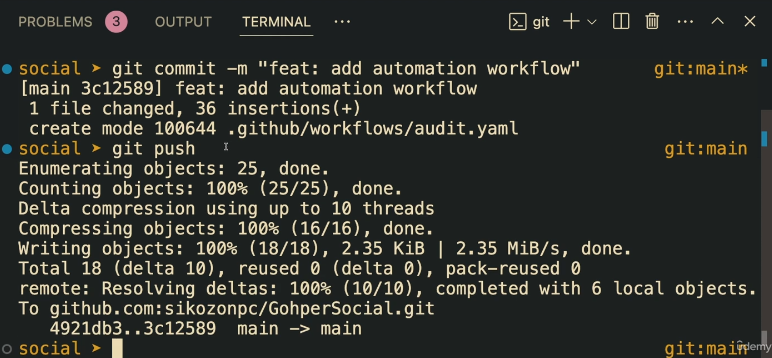 PROBLEMS 3 OUTPUT TERMINAL ... git
social ➤ git commit -m "feat: add automation workflow" git:main*
[main 3c12589] feat: add automation workflow
1 file changed, 36 insertions(+)
create mode 100644 .github/workflows/audit.yaml
social ➤ git push git:main
Enumerating objects: 25, done.
Counting objects: 100% (25/25), done.
Delta compression using up to 10 threads
Compressing objects: 100% (16/16), done.
Writing objects: 100% (18/18), 2.35 KiB | 2.35 MiB/s, done.
Total 18 (delta 10), reused 0 (delta 0), pack-reused 0
remote: Resolving deltas: 100% (10/10), completed with 6 local objects.
To github.com:sikozonpc/GohperSocial.git
4921db3..3c12589 main -> main
social ➤ git:main
Udemy